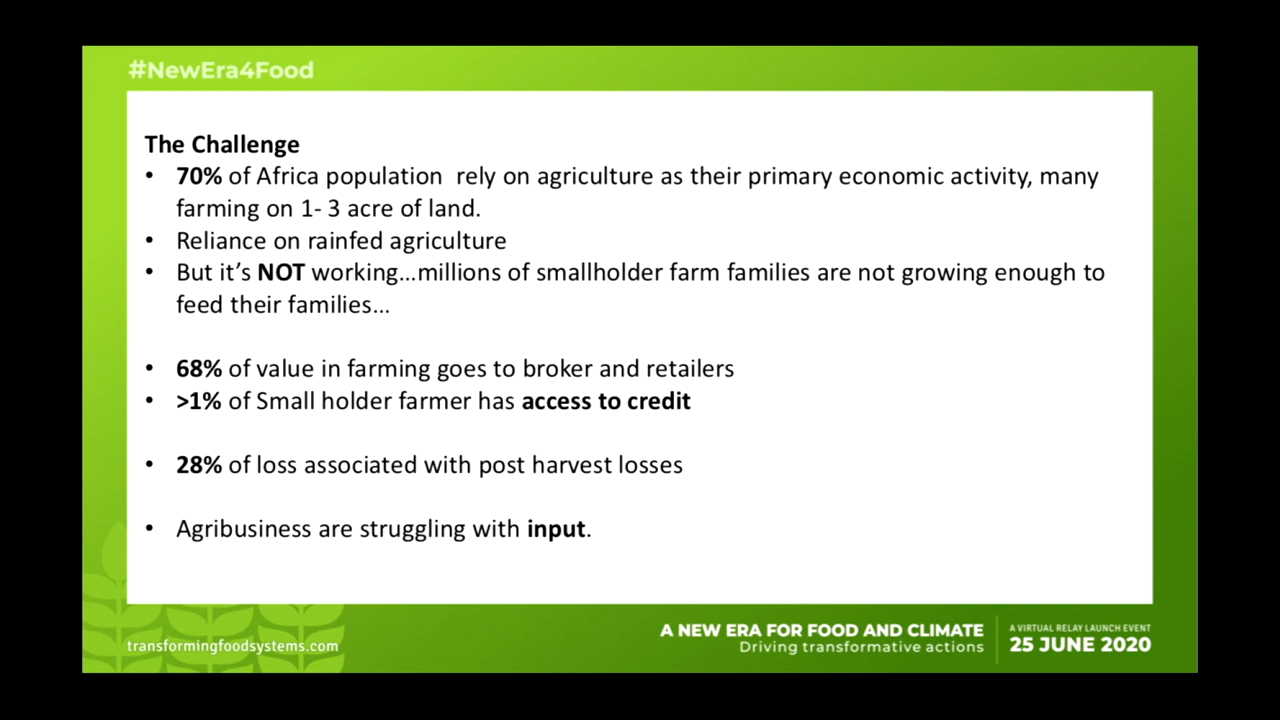 #NewEra4Food
The Challenge
• 70% of Africa population  rely on agriculture as their primary economic activity, many
farming on 1- 3 acre of land.
• Reliance on rainfed agriculture
• But it’s NOT working...millions of smallholder farm families are not growing enough to
feed their families...
• 68% of value in farming goes to broker and retailers
• >1% of Small holder farmer has access to credit
• 28% of loss associated with post harvest losses
• Agribusiness are struggling with input.
transformingfoodsystems.com
A NEW ERA FOR FOOD AND CLIMATE
Driving transformative actions
A VIRTUAL RELAY LAUNCH EVENT
25 JUNE 2020